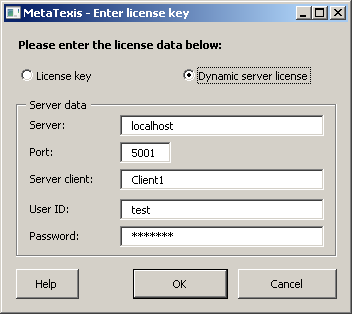 MetaTexis - Enter license key
Please enter the license data below:
License key
Dynamic server license
Server data
Server: localhost
Port: 5001
Server client: Client1
User ID: test
Password: *******
Help OK Cancel